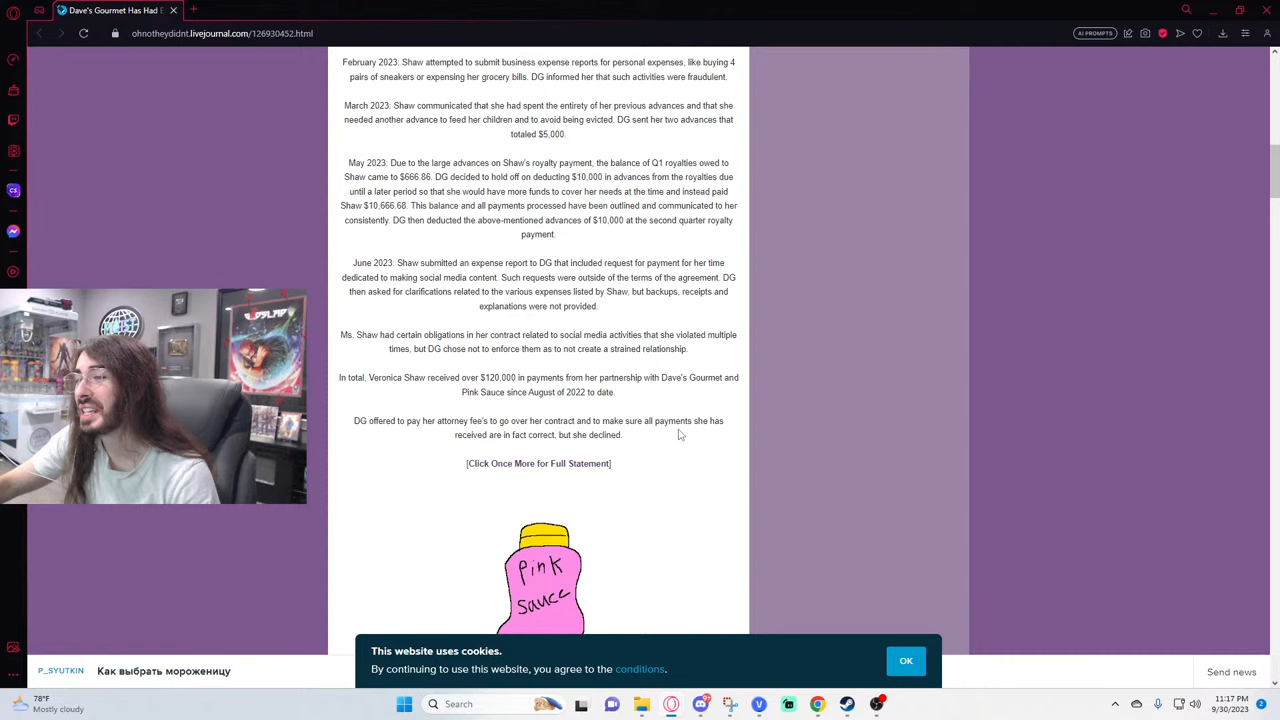 Dave's Gourmet Has Had E
ohnotheydidnt.livejournal.com/126930452.html
AI PROMPTS
February 2023: Shaw attempted to submit business expense reports for personal expenses, like buying 4
pairs of sneakers or expensing her grocery bills. DG informed her that such activities were fraudulent.
March 2023: Shaw communicated that she had spent the entirety of her previous advances and that she
needed another advance to feed her children and to avoid being evicted. DG sent her two advances that
totaled $5,000.
May 2023: Due to the large advances on Shaw's royalty payment, the balance of Q1 royalties owed to
Shaw came to $666.86. DG decided to hold off on deducting $10,000 in advances from the royalties due
until a later period so that she would have more funds to cover her needs at the time and instead paid
Shaw $10,666.68. This balance and all payments processed have been outlined and communicated to her
consistently. DG then deducted the above-mentioned advances of $10,000 at the second quarter royalty
payment.
June 2023: Shaw submitted an expense report to DG that included request for payment for her time
dedicated to making social media content. Such requests were outside of the terms of the agreement. DG
then asked for clarifications related to the various expenses listed by Shaw, but backups, receipts and
explanations were not provided.
Ms. Shaw had certain obligations in her contract related to social media activities that she violated multiple
times, but DG chose not to enforce them as to not create a strained relationship.
In total, Veronica Shaw received over $120,000 in payments from her partnership with Dave's Gourmet and
Pink Sauce since August of 2022 to date.
DG offered to pay her attorney fee's to go over her contract and to make sure all payments she has
received are in fact correct, but she declined.
[Click Once More for Full Statement]
Pink
sauce
This website uses cookies.
By continuing to use this website, you agree to the conditions.
OK
P_SYUTKIN Как выбрать мороженицу
Send news
78°F
Mostly cloudly
Search
11:17 PM
9/30/2023
2